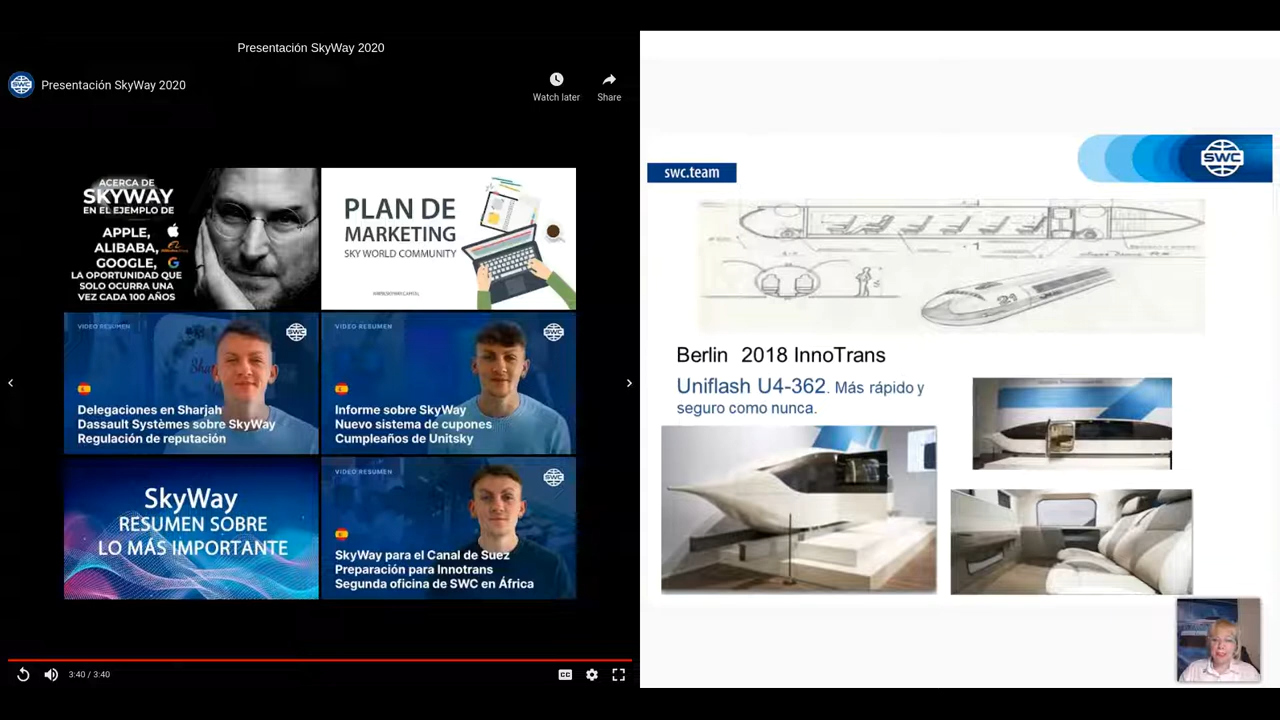 Presentación SkyWay 2020
SWC
Presentación SkyWay 2020
Watch later
Share
ACERCA DE
SKYWAY
EN EL EJEMPLO DE
APPLE,
ALIBABA,
GOOGLE,
LA OPORTUNIDAD QUE
SOLO OCURRA UNA
VEZ CADA 100 AÑOS
PLAN DE
MARKETING
SKY WORLD COMMUNITY
VIDEO RESUMEN
SWC
Delegaciones en Sharjah
Dassault Systèmes sobre SkyWay
Regulación de reputación
VIDEO RESUMEN
SWC
Informe sobre SkyWay
Nuevo sistema de cupones
Cumpleaños de Unitsky
SkyWay
RESUMEN SOBRE
LO MÁS IMPORTANTE
VIDEO RESUMEN
SWC
SkyWay para el Canal de Suez
Preparación para Innotrans
Segunda oficina de SWC en África
3:40 / 3:40
CC
swc.team
SWC
Berlin 2018 InnoTrans
Uniflash U4-362. Más rápido y
seguro como nunca.